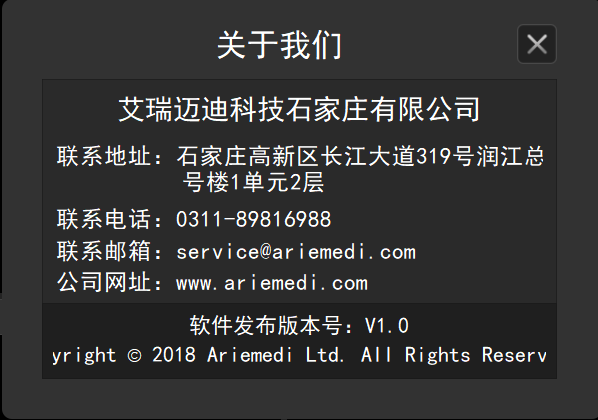 关于我们
艾瑞迈迪科技石家庄有限公司
联系地址：石家庄高新区长江大道319号润江总
号楼1单元2层
联系电话：0311-89816988
联系邮箱：service@ariemedi.com
公司网址：www.ariemedi.com
软件发布版本号：V1.0
yright © 2018 Ariemedi Ltd. All Rights Reserv